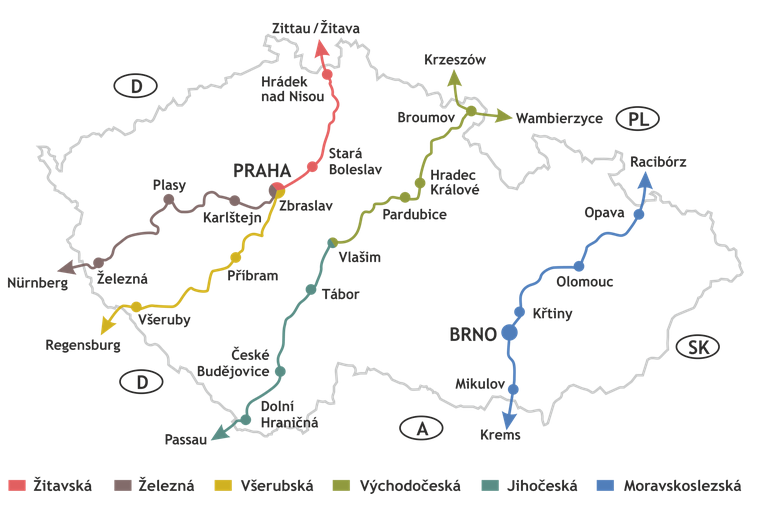 Zittau / Žitava
Krzeszów
D
Hrádek
nad Nisou
Broumov
Wambierzyce
PL
Stará
Boleslav
Racibórz
PRAHA
Hradec
Králové
Plasy
Karlštejn
Zbraslav
Pardubice
Opava
Vlašim
Nürnberg
Železná
Příbram
Olomouc
Tábor
Všeruby
Křtiny
Regensburg
BRNO
SK
České
Budějovice
D
Mikulov
Dolní
Hraničná
Passau
A
Krems
Žitavská Železná Všerubská Východočeská Jihočeská Moravskoslezská